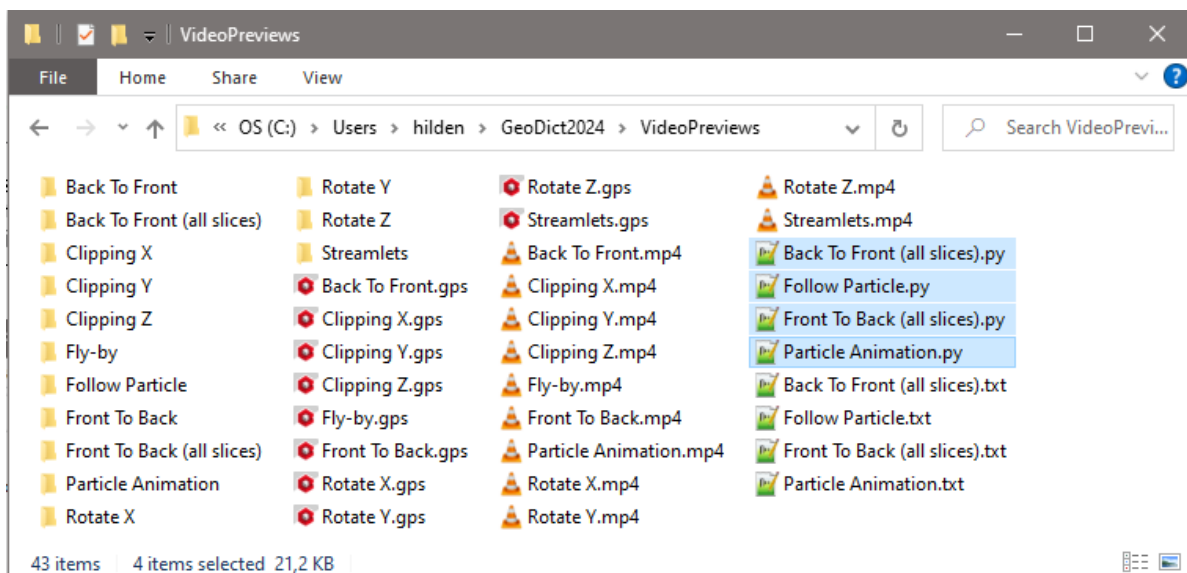 VideoPreviews
File Home Share View
« OS (C:) > Users > hilden > GeoDict2024 > VideoPreviews Search VideoPrevi...
Back To Front Rotate Y Rotate Z.gps Rotate Z.mp4
Back To Front (all slices) Rotate Z Streamlets.gps Streamlets.mp4
Clipping X Streamlets Back To Front.mp4 Back To Front (all slices).py
Clipping Y Back To Front.gps Clipping X.mp4 Follow Particle.py
Clipping Z Clipping X.gps Clipping Y.mp4 Front To Back (all slices).py
Fly-by Clipping Y.gps Clipping Z.mp4 Particle Animation.py
Follow Particle Clipping Z.gps Fly-by.mp4 Back To Front (all slices).txt
Front To Back Fly-by.gps Front To Back.mp4 Follow Particle.txt
Front To Back (all slices) Front To Back.gps Particle Animation.mp4 Front To Back (all slices).txt
Particle Animation Rotate X.gps Rotate X.mp4 Particle Animation.txt
Rotate X Rotate Y.gps Rotate Y.mp4
43 items 4 items selected 21,2 KB